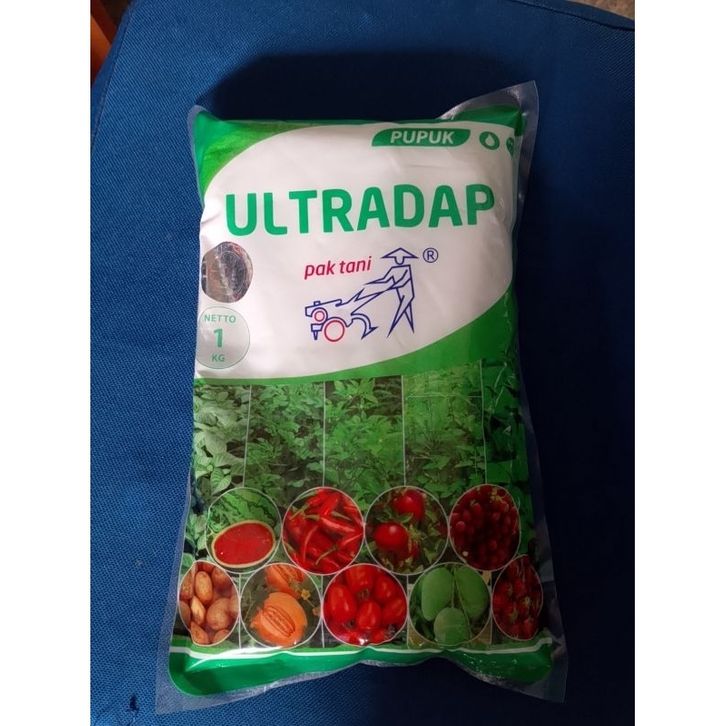 PUPUK
ULTRADAP
pak tani ®
NETTO
1
KG